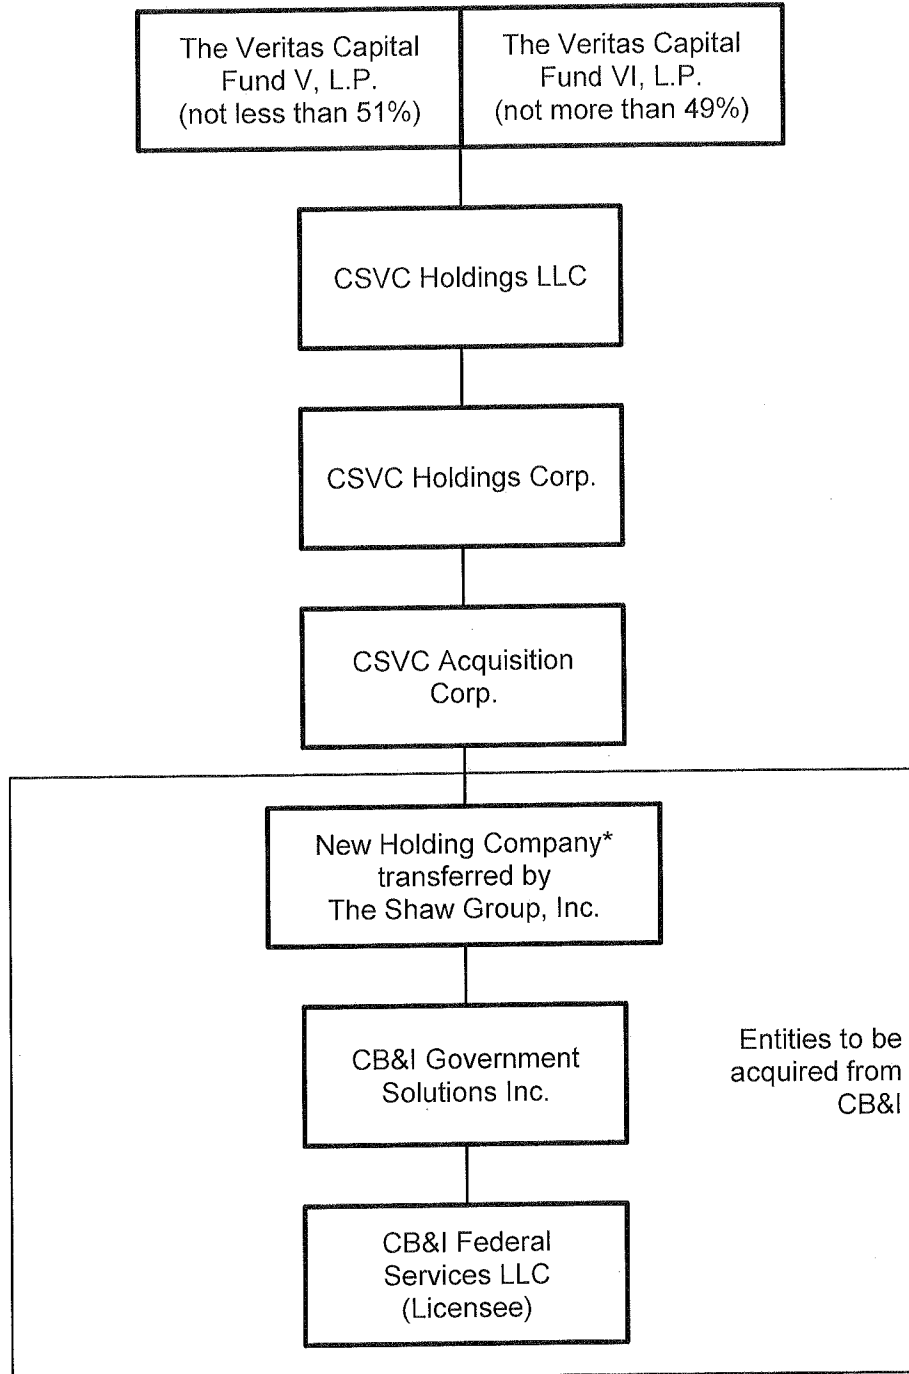 The Veritas Capital
Fund V, L.P.
(not less than 51%)
The Veritas Capital
Fund VI, L.P.
(not more than 49%)
CSVC Holdings LLC
CSVC Holdings Corp.
CSVC Acquisition
Corp.
New Holding Company*
transferred by
The Shaw Group, Inc.
CB&I Government
Solutions Inc.
Entities to be
acquired from
CB&I
CB&I Federal
Services LLC
(Licensee)